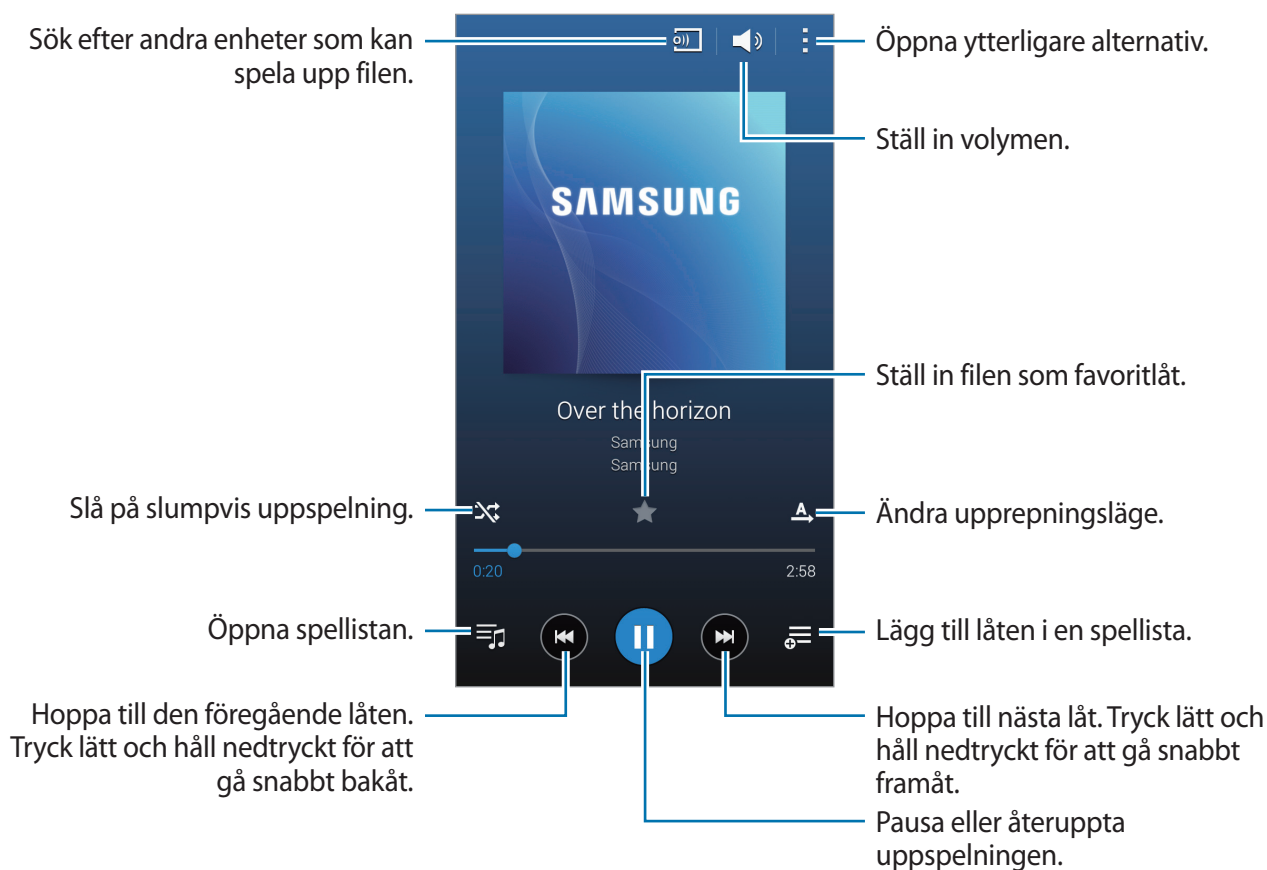 Sök efter andra enheter som kan
spela upp filen.
Öppna ytterligare alternativ.
Ställ in volymen.
SAMSUNG
Ställ in filen som favoritlåt.
Over the horizon
Samsung
Samsung
Slå på slumpvis uppspelning.
A
Ändra upprepningsläge.
0:20
2:58
Öppna spellistan.
Lägg till låten i en spellista.
Hoppa till den föregående låten.
Tryck lätt och håll nedtryckt för att
gå snabbt bakåt.
Hoppa till nästa låt. Tryck lätt och
håll nedtryckt för att gå snabbt
framåt.
Pausa eller återuppta
uppspelningen.